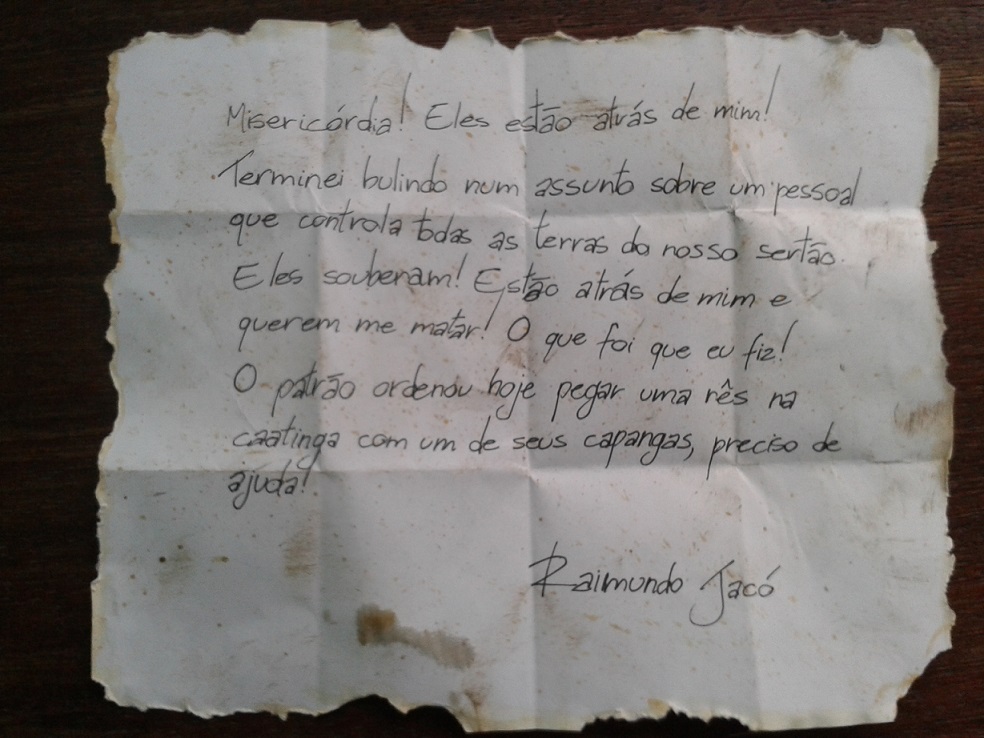 Misericórdia! Eles estão atrás de mim!
Terminei bulindo num assunto sobre um pessoal
que controla todas as terras do nosso sertão.
Eles souberam! Estão atrás de mim e
querem me matar! O que foi que eu fiz!
O patrão ordenou hoje pegar uma rês na
caatinga com um de seus capangas, preciso de
ajuda!
Raimundo Jacó